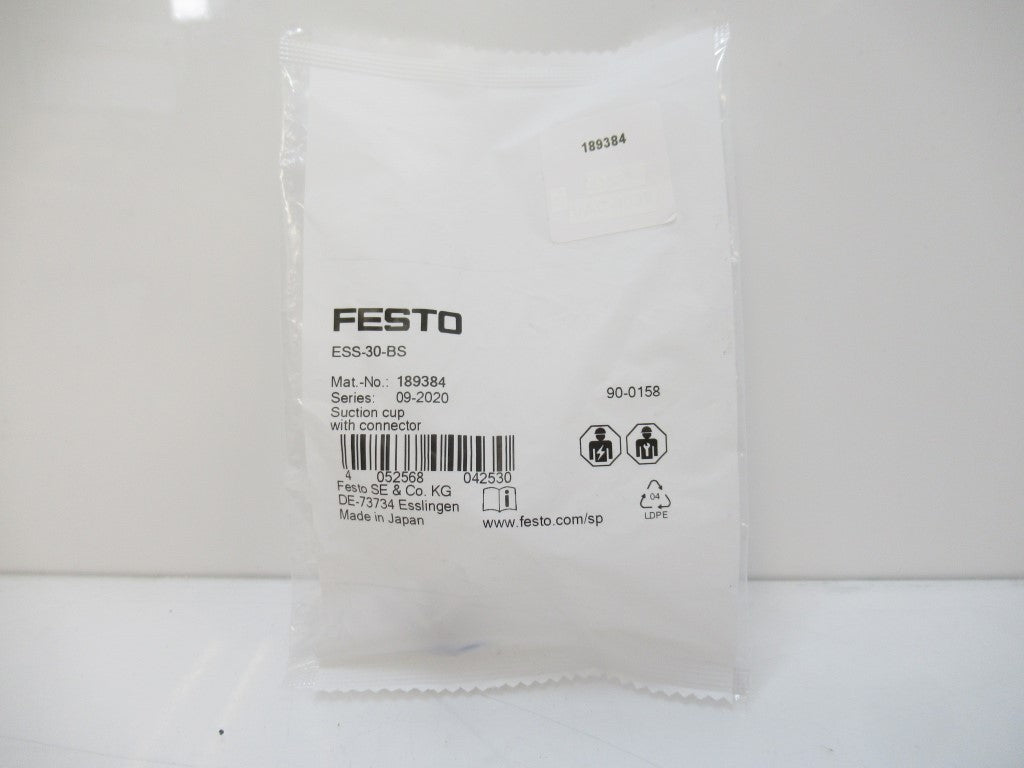 189384
FESTO
ESS-30-BS
Mat.-No.: 189384
Series: 09-2020
90-0158
Suction cup
with connector
4 052568 042530
Festo SE & Co. KG
DE-73734 Esslingen
Made in Japan
www.festo.com/sp
04
LDPE